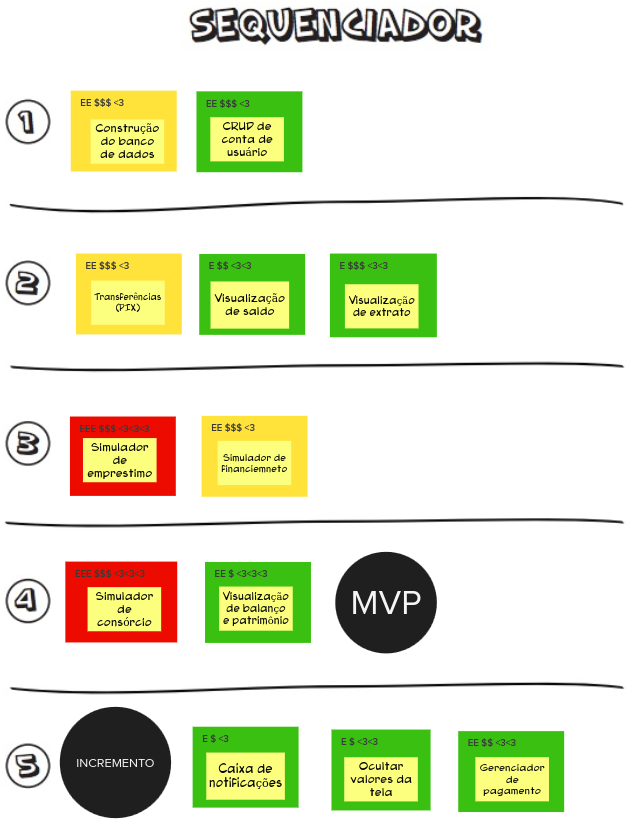 SEQUENCIADOR
1
EE $$$ <3
Construção
do banco
de dados
EE $$$ <3
CRUD de
conta de
usuário
2
EE $$$ <3
Transferências
(PIX)
E $$ <3<3
Visualização
de saldo
E $$$ <3<3
Visualização
de extrato
3
EEE $$$ <3<3<3
Simulador
de
emprestimo
EE $$$ <3
Simulador de
Financiemneto
4
EEE $$$ <3<3<3
Simulador
de
consórcio
EE $ <3<3<3
Visualização
de balanço
e patrimônio
MVP
5
INCREMENTO
E $ <3
Caixa de
notificações
E $ <3<3
Ocultar
valores da
tela
EE $$ <3<3
Gerenciador
de
pagamento